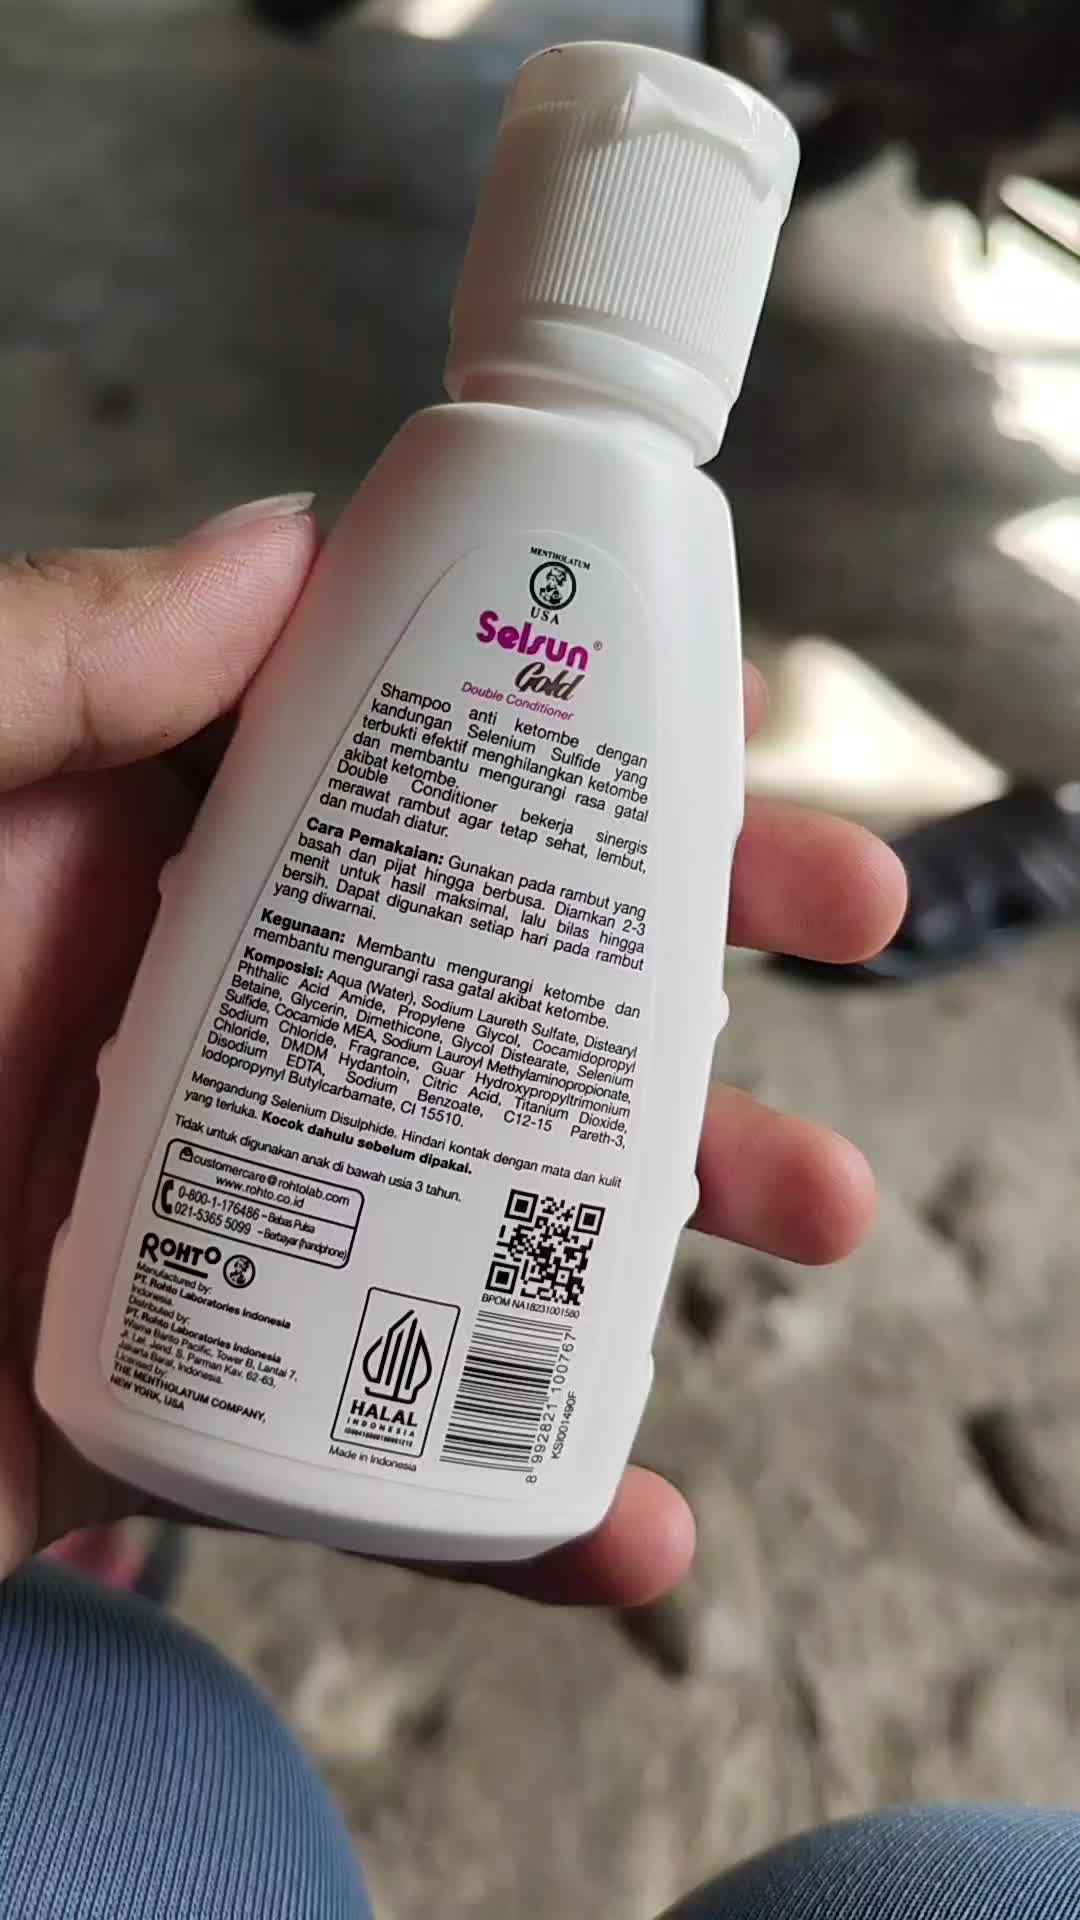 MENTHOLATUM
USA
Selsun®
Gold
Double Conditioner
Shampoo anti ketombe dengan
kandungan Selenium Sulfide yang
terbukti efektif menghilangkan ketombe
dan membantu mengurangi rasa gatal
akibat ketombe.
Double Conditioner bekerja sinergis
merawat rambut agar tetap sehat, lembut,
dan mudah diatur.
Cara Pemakaian: Gunakan pada rambut yang
basah dan pijat hingga berbusa. Diamkan 2-3
menit untuk hasil maksimal, lalu bilas hingga
bersih. Dapat digunakan setiap hari pada rambut
yang diwarnai.
Kegunaan: Membantu mengurangi ketombe dan
membantu mengurangi rasa gatal akibat ketombe.
Komposisi: Aqua (Water), Sodium Laureth Sulfate, Distearyl
Phthalic Acid Amide, Propylene Glycol, Cocamidopropyl
Betaine, Glycerin, Dimethicone, Glycol Distearate, Selenium
Sulfide, Cocamide MEA, Sodium Lauroyl Methylaminopropionate,
Sodium Chloride, Fragrance, Guar Hydroxypropyltrimonium
Chloride, DMDM Hydantoin, Citric Acid, Titanium Dioxide,
Disodium EDTA, Sodium Benzoate, C12-15 Pareth-3,
Iodopropynyl Butylcarbamate, CI 15510.
Mengandung Selenium Disulphide. Hindari kontak dengan mata dan kulit
yang terluka. Kocok dahulu sebelum dipakai.
Tidak untuk digunakan anak di bawah usia 3 tahun.
customercare@rohtolab.com
www.rohto.co.id
0-800-1-176486 - Bebas Pulsa
021-5365 5099 - Berbayar (handphone)
ROHTO
Manufactured by:
PT. Rohto Laboratories Indonesia
Indonesia.
Distributed by:
PT. Rohto Laboratories Indonesia
Wisma Barito Pacific, Tower B, Lantai 7,
Jl. Let. Jend. S. Parman Kav. 62-63,
Jakarta Barat, Indonesia.
Licensed by:
THE MENTHOLATUM COMPANY,
NEW YORK, USA
HALAL
INDONESIA
Made in Indonesia
BPOM NA18231001580
8 992821 100767
KSI001490F